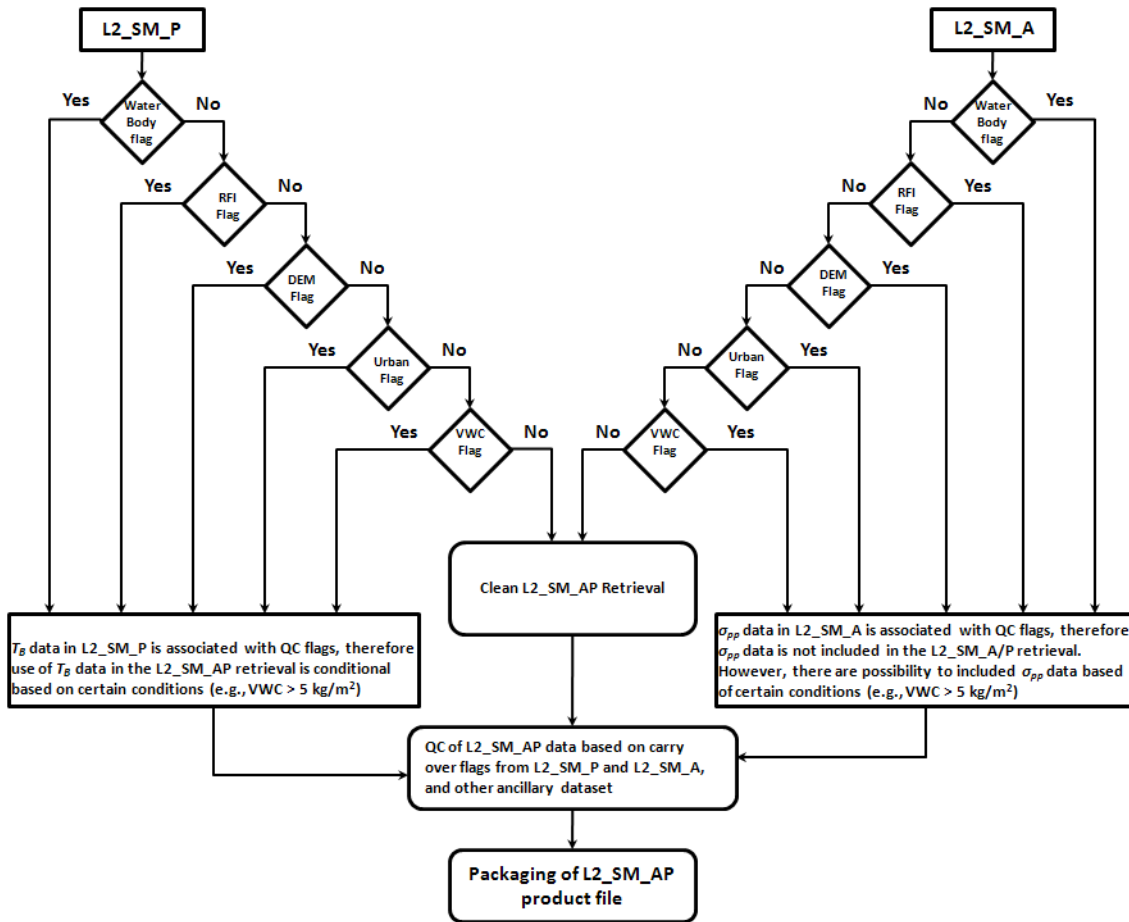 L2_SM_P
L2_SM_A
Yes
Water
Body
flag
No
No
Water
Body
flag
Yes
Yes
RFI
Flag
No
No
RFI
Flag
Yes
Yes
DEM
Flag
No
No
DEM
Flag
Yes
Yes
Urban
Flag
No
No
Urban
Flag
Yes
Yes
VWC
Flag
No
No
VWC
Flag
Yes
Clean L2_SM_AP Retrieval
T_B data in L2_SM_P is associated with QC flags, therefore
use of T_B data in the L2_SM_AP retrieval is conditional
based on certain conditions (e.g., VWC > 5 kg/m²)
σ_pp data in L2_SM_A is associated with QC flags, therefore
σ_pp data is not included in the L2_SM_A/P retrieval.
However, there are possibility to included σ_pp data based
of certain conditions (e.g., VWC > 5 kg/m²)
QC of L2_SM_AP data based on carry
over flags from L2_SM_P and L2_SM_A,
and other ancillary dataset
Packaging of L2_SM_AP
product file